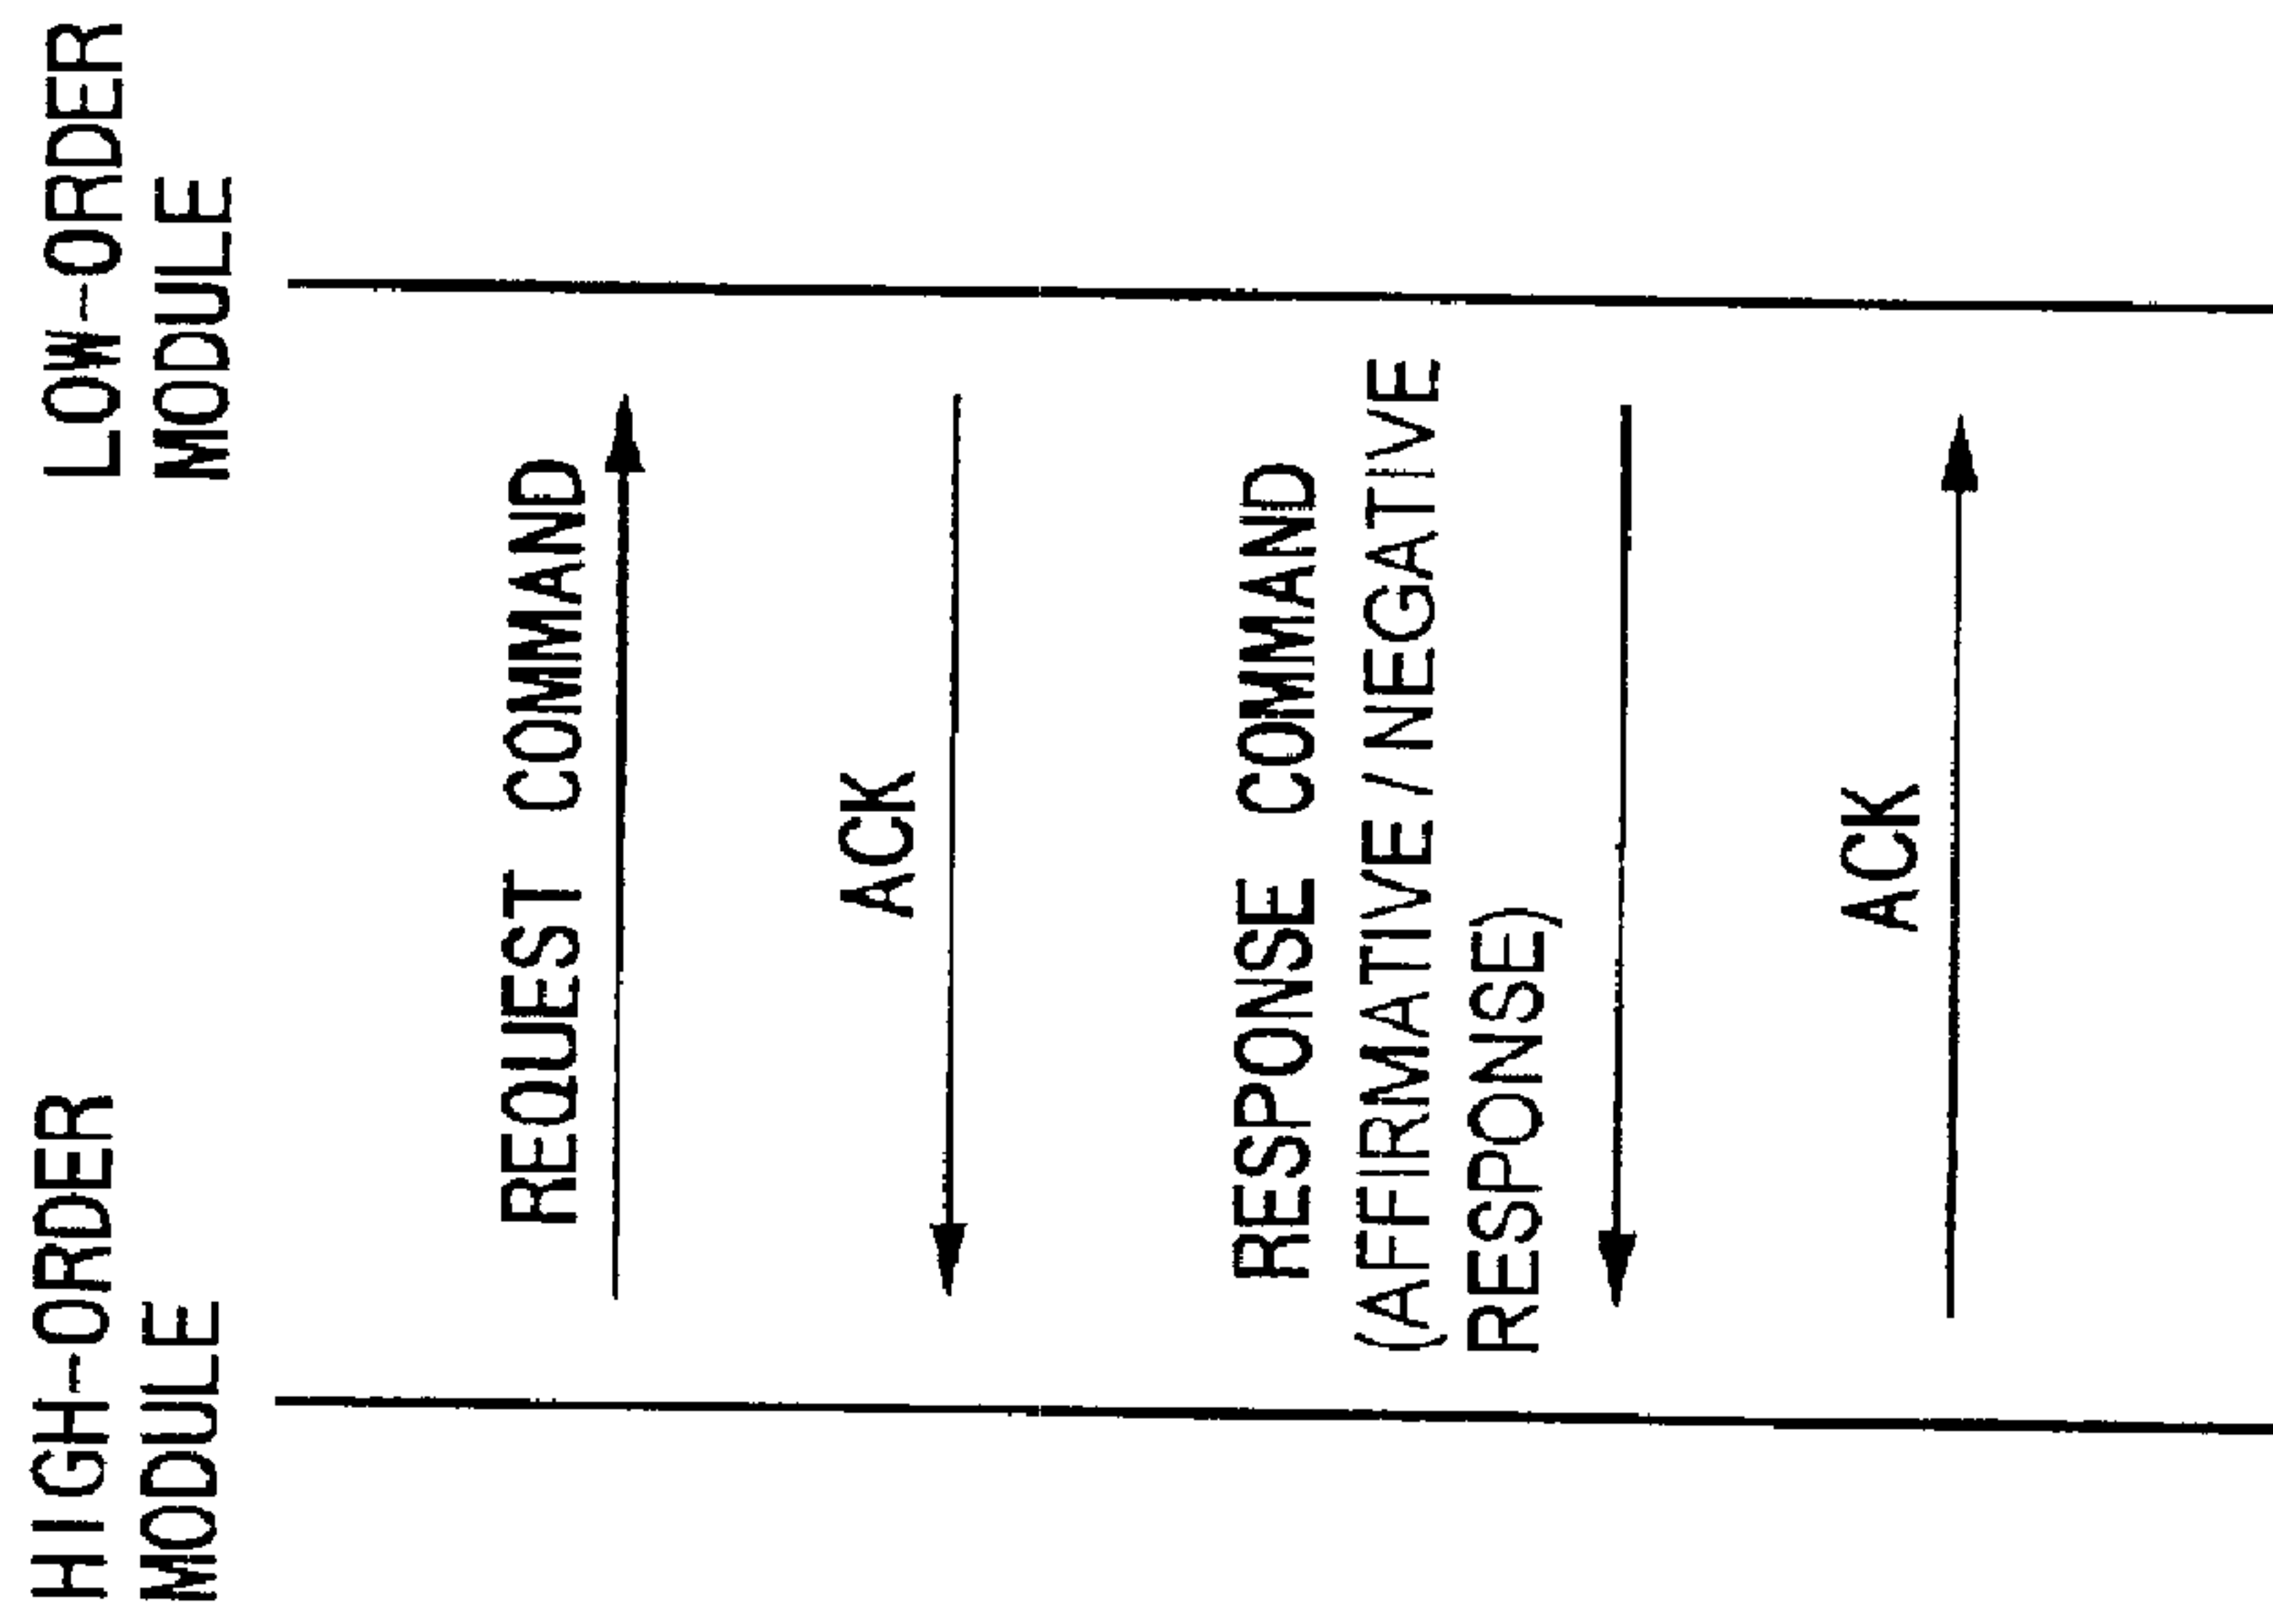 HIGH-ORDER
MODULE
LOW-ORDER
MODULE
REQUEST COMMAND
ACK
RESPONSE COMMAND
(AFFIRMATIVE/NEGATIVE
RESPONSE)
ACK